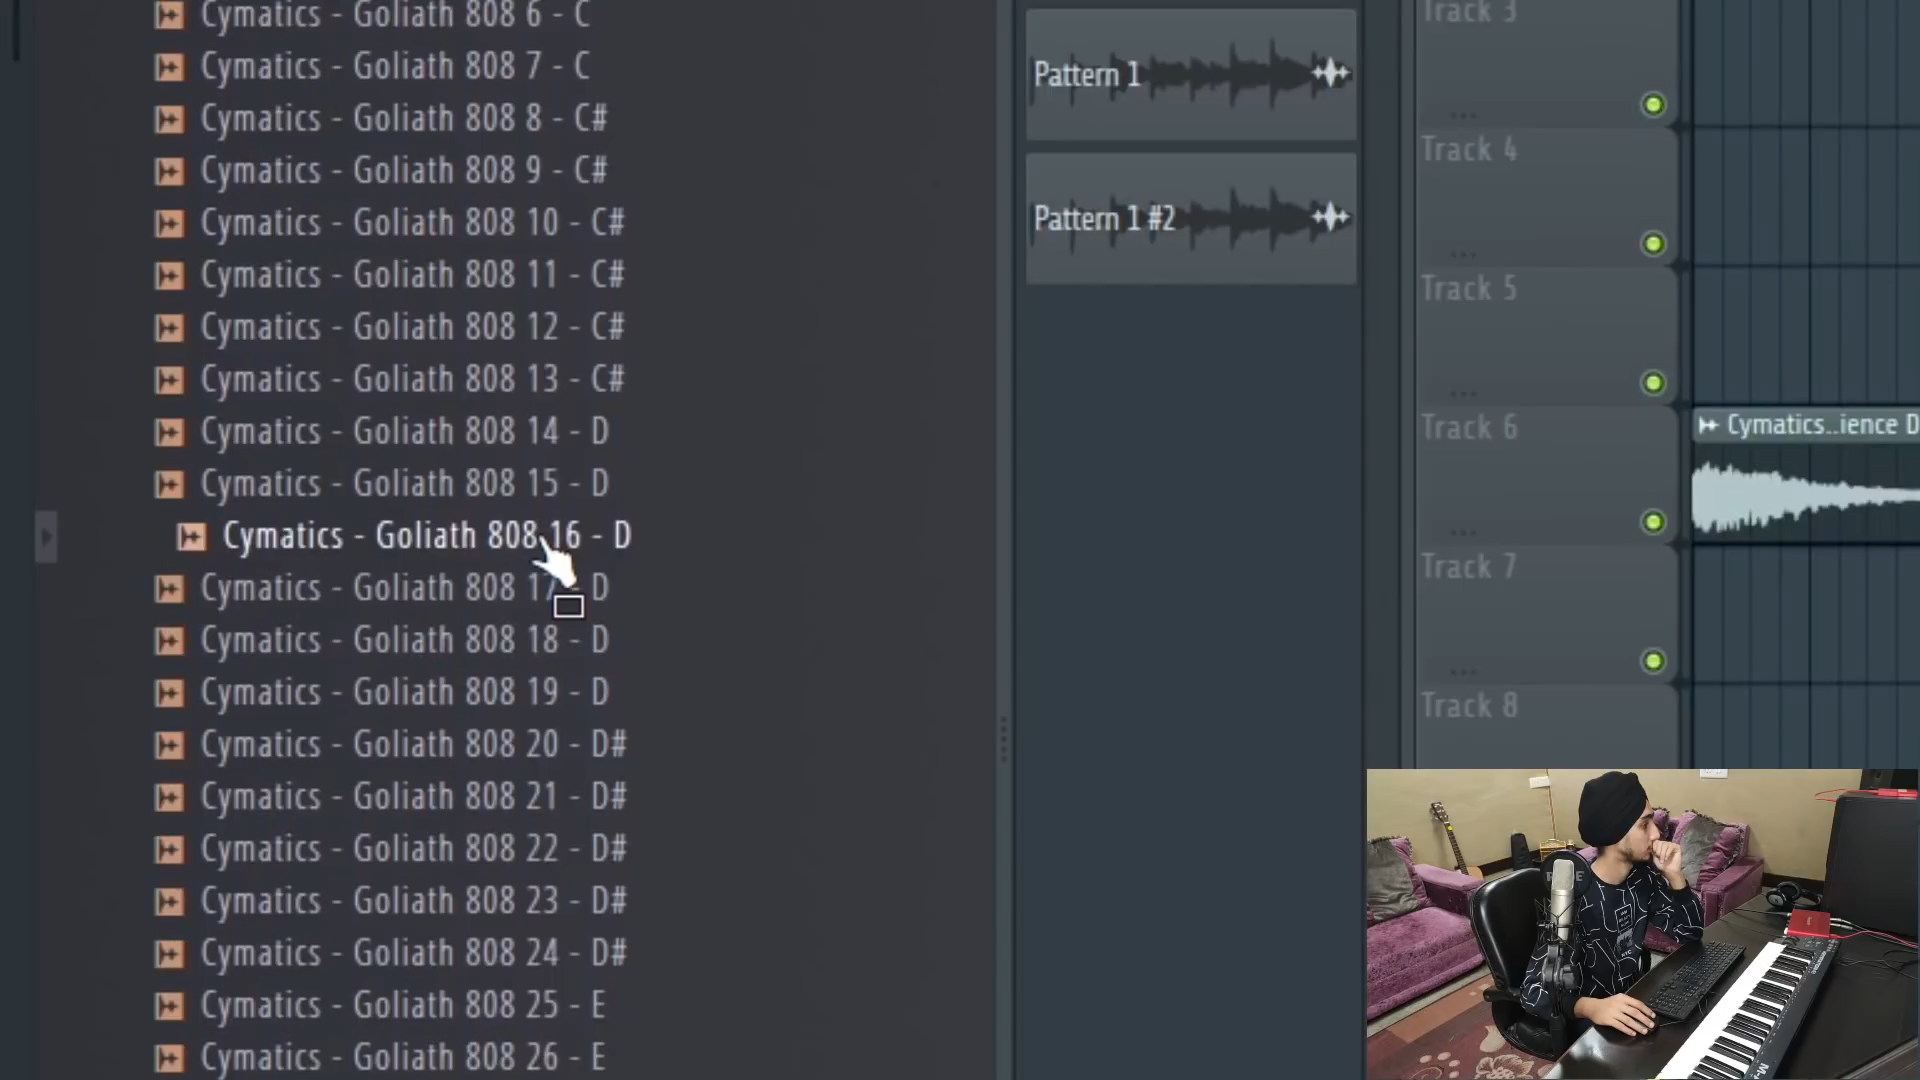 Cymatics - Goliath 808 6 - C
Cymatics - Goliath 808 7 - C
Cymatics - Goliath 808 8 - C#
Cymatics - Goliath 808 9 - C#
Cymatics - Goliath 808 10 - C#
Cymatics - Goliath 808 11 - C#
Cymatics - Goliath 808 12 - C#
Cymatics - Goliath 808 13 - C#
Cymatics - Goliath 808 14 - D
Cymatics - Goliath 808 15 - D
Cymatics - Goliath 808 16 - D
Cymatics - Goliath 808 17 - D
Cymatics - Goliath 808 18 - D
Cymatics - Goliath 808 19 - D
Cymatics - Goliath 808 20 - D#
Cymatics - Goliath 808 21 - D#
Cymatics - Goliath 808 22 - D#
Cymatics - Goliath 808 23 - D#
Cymatics - Goliath 808 24 - D#
Cymatics - Goliath 808 25 - E
Cymatics - Goliath 808 26 - E
Pattern 1
Pattern 1 #2
Track 3
...
Track 4
...
Track 5
...
Track 6
...
Track 7
...
Track 8
Cymatics..ience D